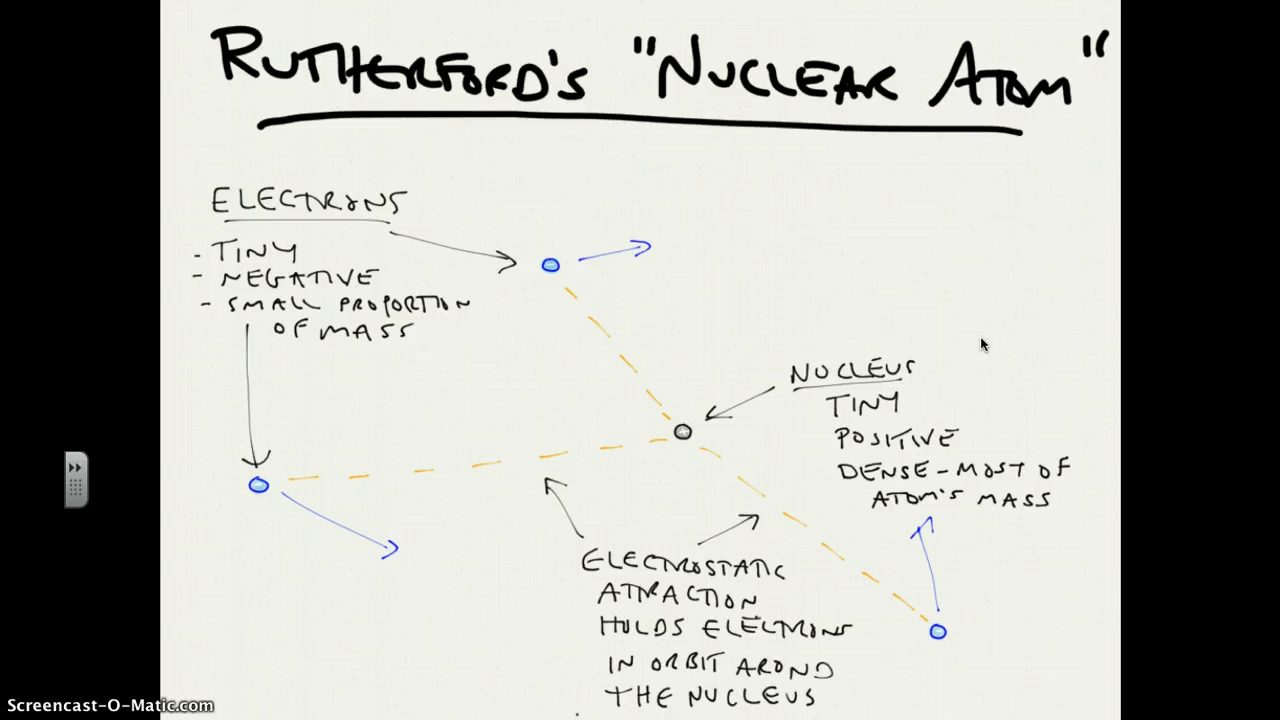 RUTHERFORD'S "NUCLEAR ATOM"
ELECTRONS
- TINY
- NEGATIVE
- SMALL PROPORTION
OF MASS
NUCLEUS
TINY
POSITIVE
DENSE - MOST OF
ATOM'S MASS
ELECTROSTATIC
ATTRACTION
HOLDS ELECTRONS
IN ORBIT AROND
THE NUCLEUS
Screencast-O-Matic.com